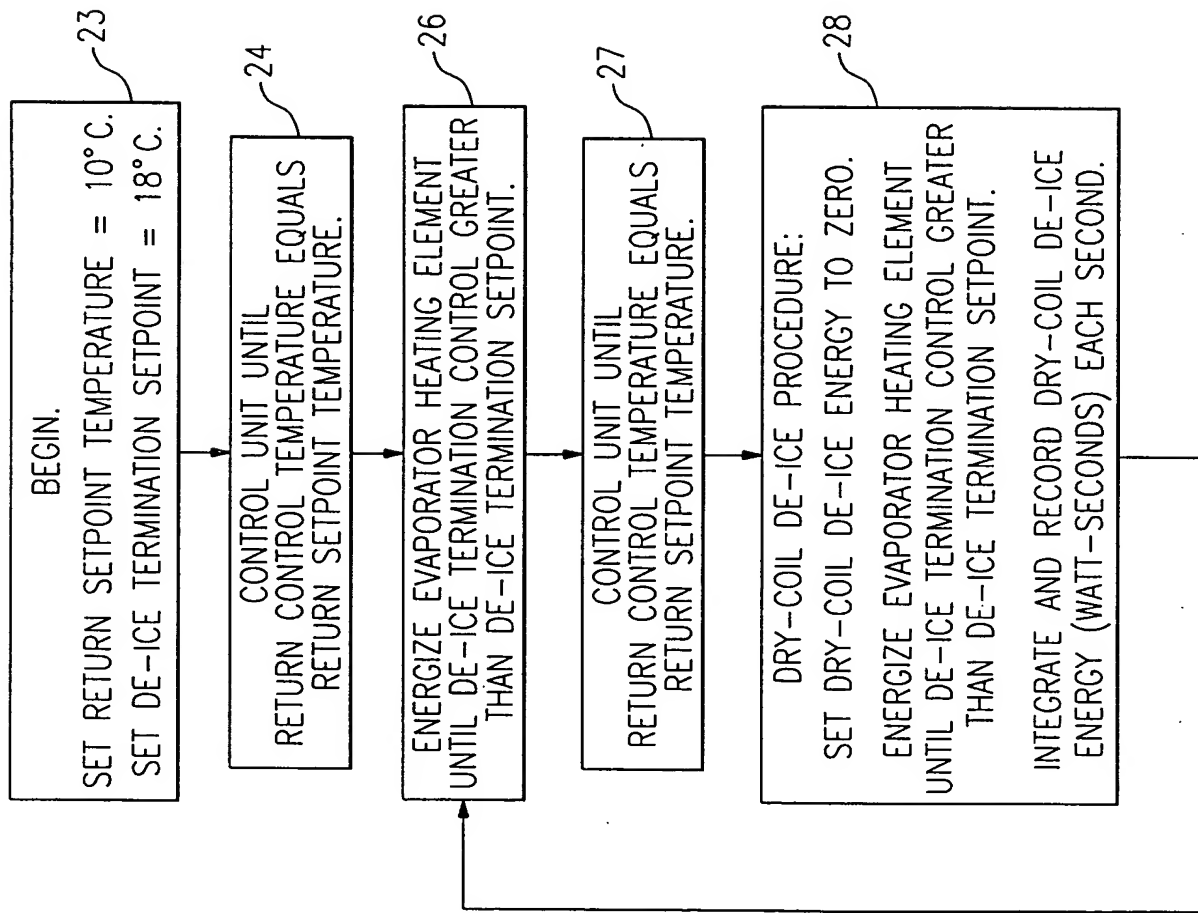 23
BEGIN.
SET RETURN SETPOINT TEMPERATURE = 10°C.
SET DE-ICE TERMINATION SETPOINT = 18°C.
24
CONTROL UNIT UNTIL
RETURN CONTROL TEMPERATURE EQUALS
RETURN SETPOINT TEMPERATURE.
26
ENERGIZE EVAPORATOR HEATING ELEMENT
UNTIL DE-ICE TERMINATION CONTROL GREATER
THAN DE-ICE TERMINATION SETPOINT.
27
CONTROL UNIT UNTIL
RETURN CONTROL TEMPERATURE EQUALS
RETURN SETPOINT TEMPERATURE.
28
DRY-COIL DE-ICE PROCEDURE:
SET DRY-COIL DE-ICE ENERGY TO ZERO.
ENERGIZE EVAPORATOR HEATING ELEMENT
UNTIL DE-ICE TERMINATION CONTROL GREATER
THAN DE-ICE TERMINATION SETPOINT.
INTEGRATE AND RECORD DRY-COIL DE-ICE
ENERGY (WATT-SECONDS) EACH SECOND.